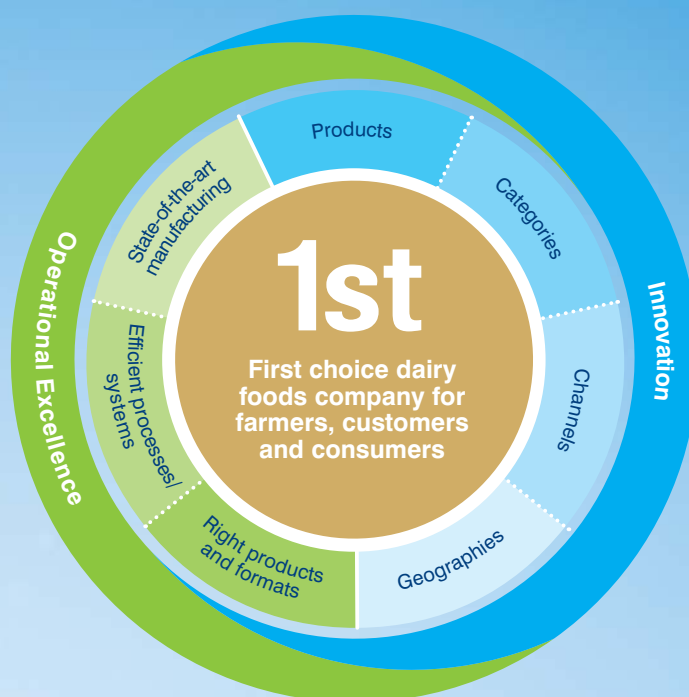 Products
Categories
Channels
Geographies
Right products
and formats
Efficient processes/
systems
State-of-the-art
manufacturing
Operational Excellence
Innovation
1st
First choice dairy
foods company for
farmers, customers
and consumers